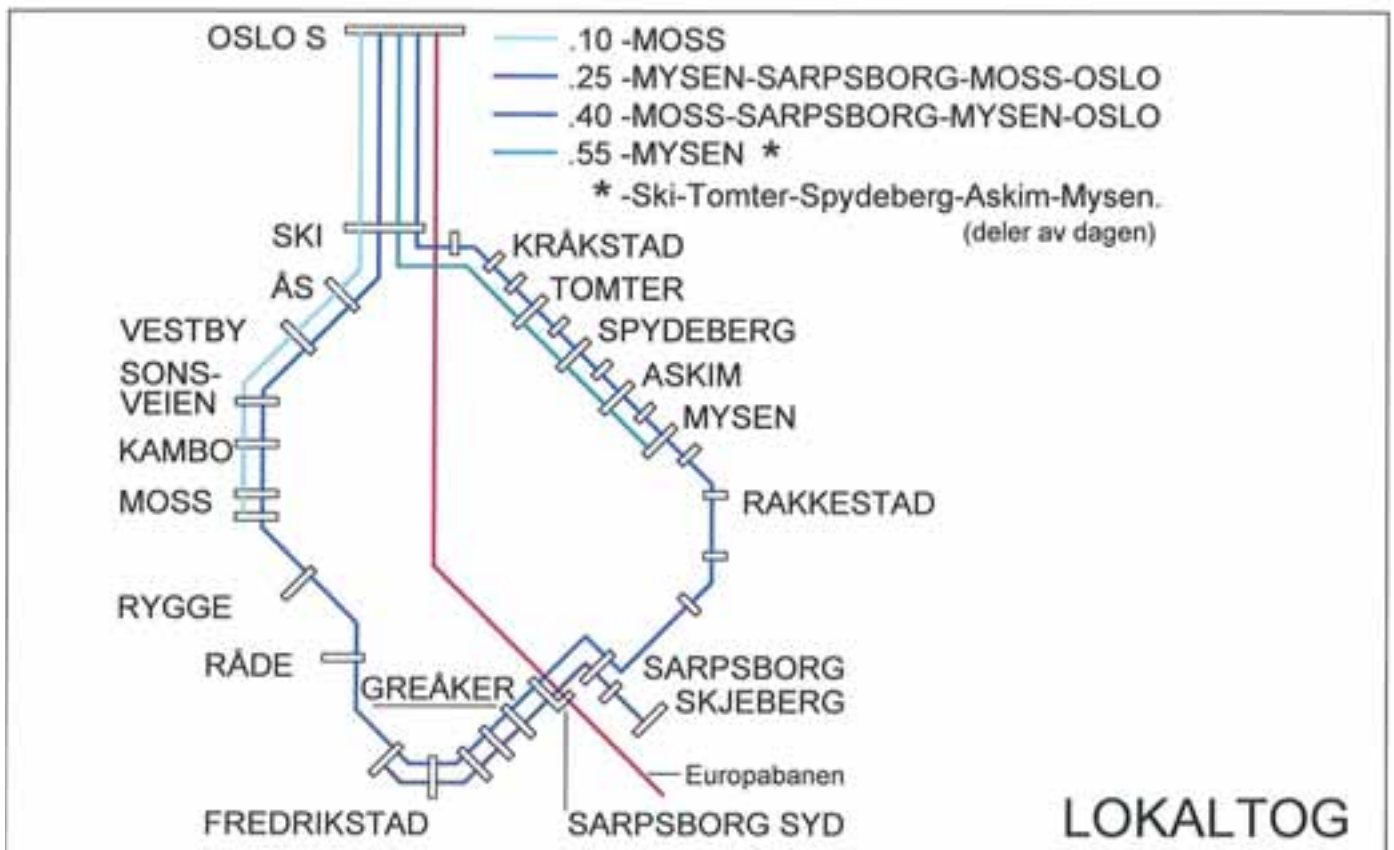 OSLO S
.10 -MOSS
.25 -MYSEN-SARPSBORG-MOSS-OSLO
.40 -MOSS-SARPSBORG-MYSEN-OSLO
.55 -MYSEN *
* -Ski-Tomter-Spydeberg-Askim-Mysen.
(deler av dagen)
SKI
KRÅKSTAD
ÅS
TOMTER
VESTBY
SPYDEBERG
SONS-
VEIEN
ASKIM
MYSEN
KAMBO
MOSS
RAKKESTAD
RYGGE
RÅDE
SARPSBORG
GREÅKER
SKJEBERG
Europabanen
FREDRIKSTAD
SARPSBORG SYD
LOKALTOG